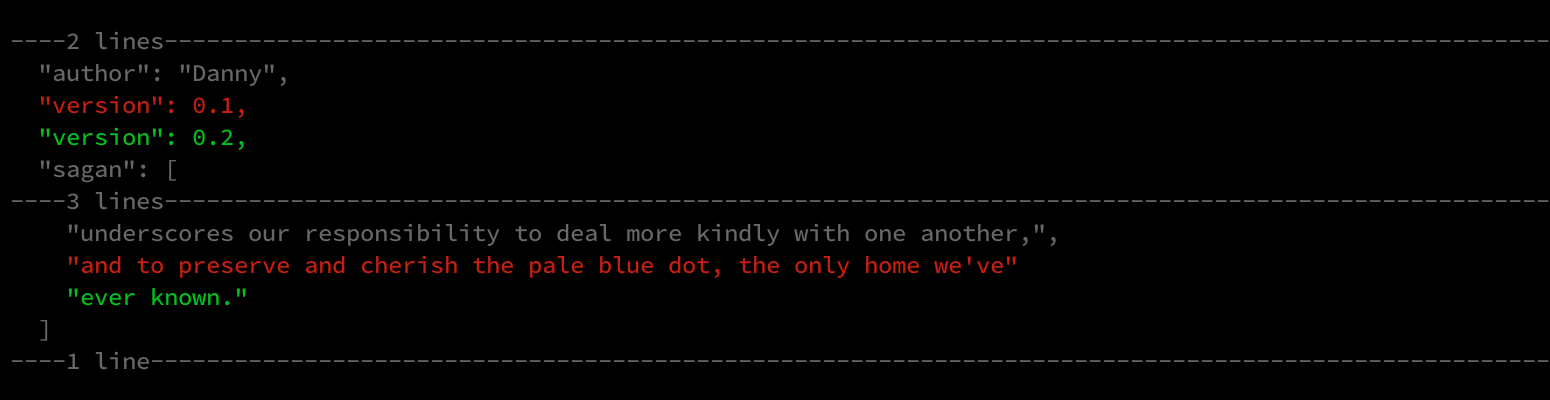 ----2 lines----------------------------------------------------------------------------------------------------
  "author": "Danny",
  "version": 0.1,
  "version": 0.2,
  "sagan": [
----3 lines----------------------------------------------------------------------------------------------------
    "underscores our responsibility to deal more kindly with one another,",
    "and to preserve and cherish the pale blue dot, the only home we've"
    "ever known."
  ]
----1 line-----------------------------------------------------------------------------------------------------